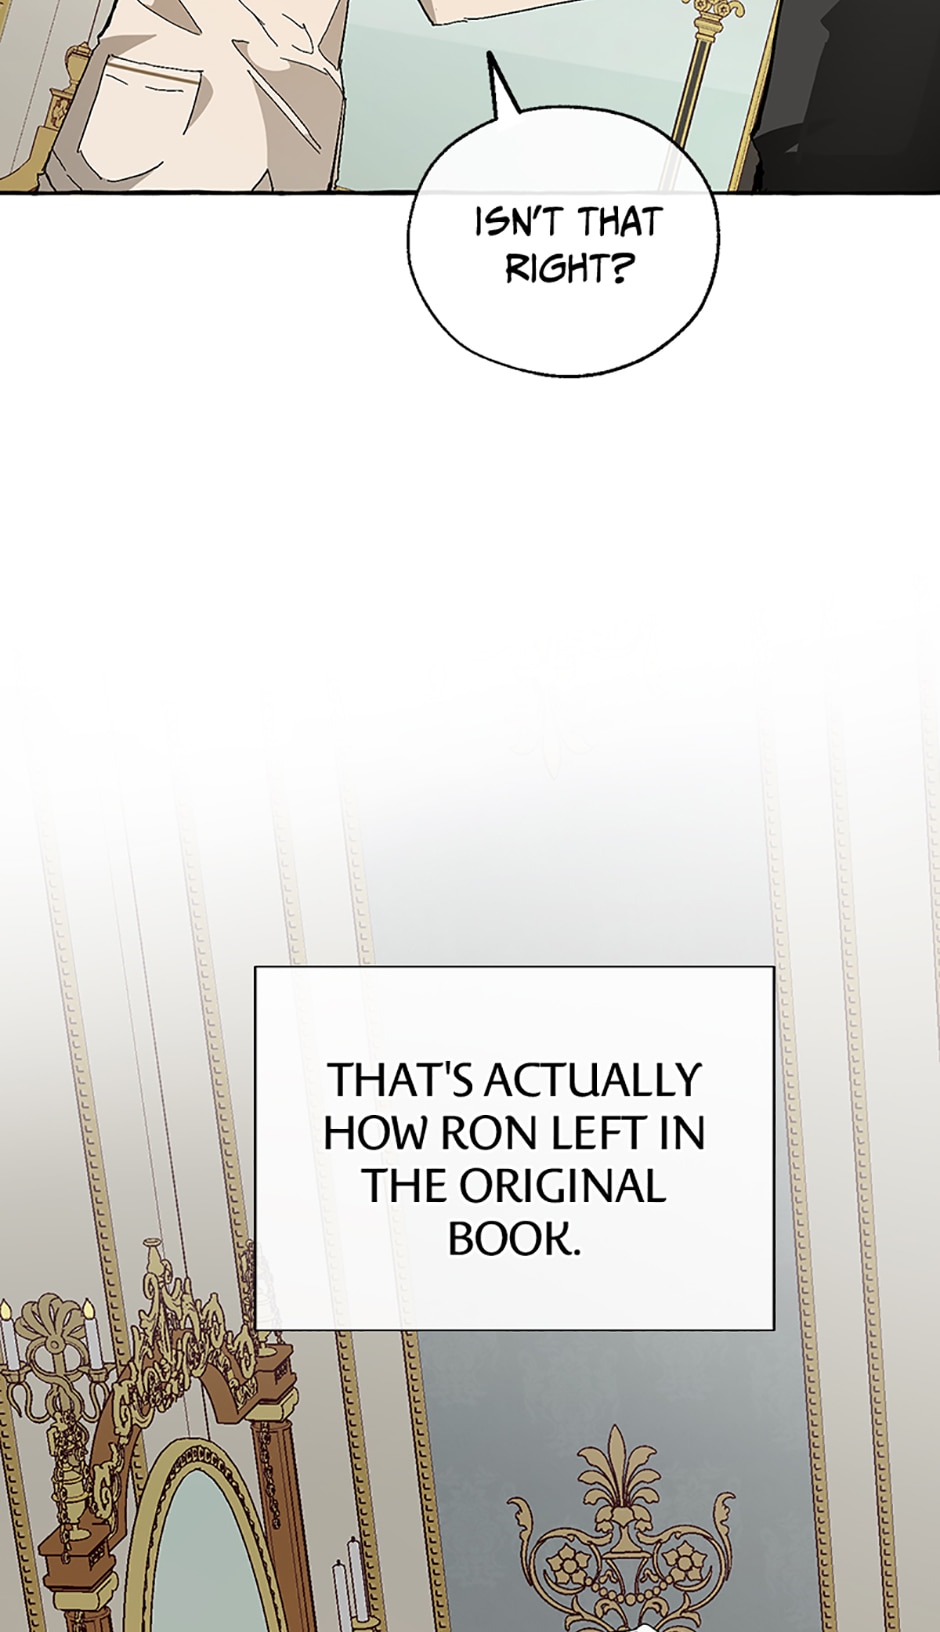 ISN'T THAT
RIGHT?
THAT'S ACTUALLY
HOW RON LEFT IN
THE ORIGINAL
BOOK.